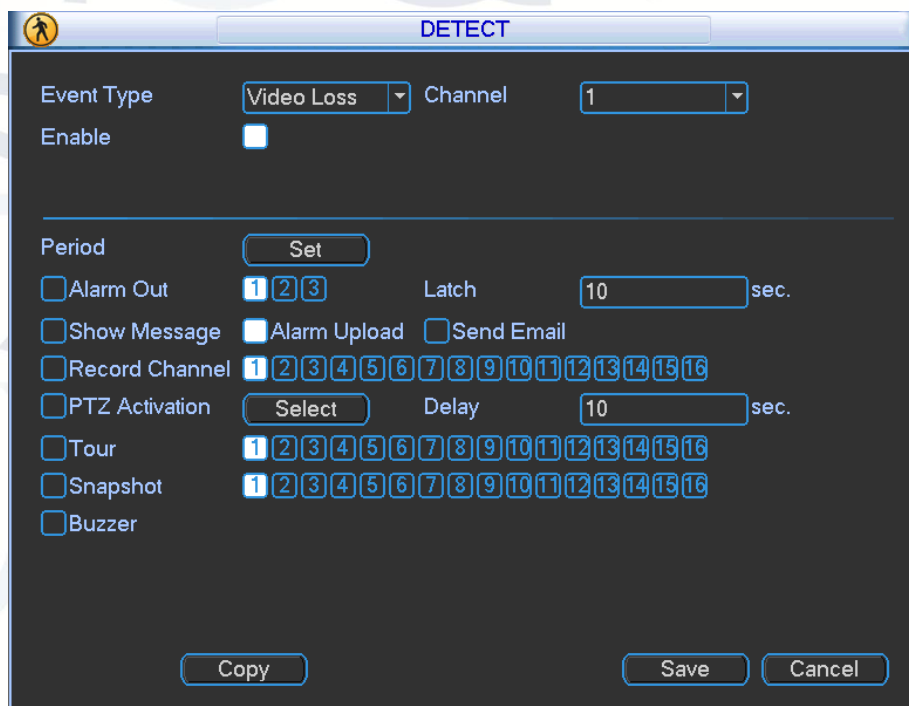 DETECT
Event Type Video Loss Channel 1
Enable
Period Set
Alarm Out 1 2 3 Latch 10 sec.
Show Message Alarm Upload Send Email
Record Channel 1 2 3 4 5 6 7 8 9 10 11 12 13 14 15 16
PTZ Activation Select Delay 10 sec.
Tour 1 2 3 4 5 6 7 8 9 10 11 12 13 14 15 16
Snapshot 1 2 3 4 5 6 7 8 9 10 11 12 13 14 15 16
Buzzer
Copy Save Cancel